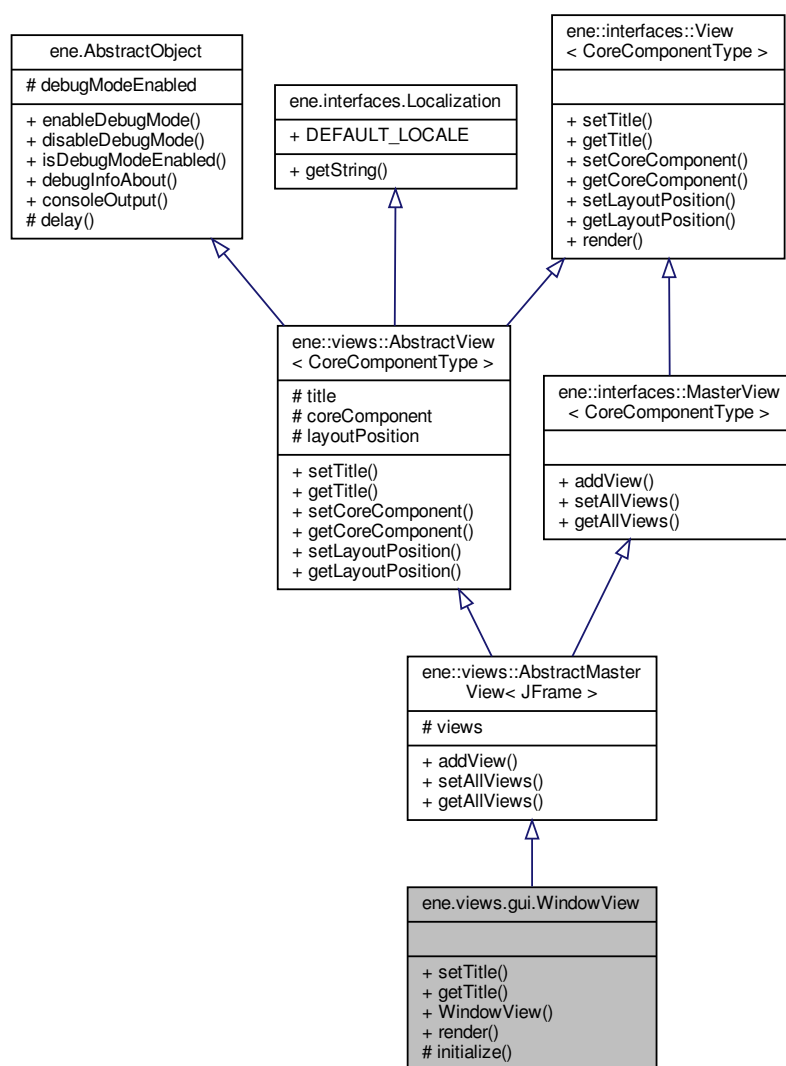 ene.AbstractObject
# debugModeEnabled
+ enableDebugMode()
+ disableDebugMode()
+ isDebugModeEnabled()
+ debugInfoAbout()
+ consoleOutput()
# delay()
ene.interfaces.Localization
+ DEFAULT_LOCALE
+ getString()
ene::interfaces::View
< CoreComponentType >
+ setTitle()
+ getTitle()
+ setCoreComponent()
+ getCoreComponent()
+ setLayoutPosition()
+ getLayoutPosition()
+ render()
ene::views::AbstractView
< CoreComponentType >
# title
# coreComponent
# layoutPosition
+ setTitle()
+ getTitle()
+ setCoreComponent()
+ getCoreComponent()
+ setLayoutPosition()
+ getLayoutPosition()
ene::interfaces::MasterView
< CoreComponentType >
+ addView()
+ setAllViews()
+ getAllViews()
ene::views::AbstractMaster
View< JFrame >
# views
+ addView()
+ setAllViews()
+ getAllViews()
ene.views.gui.WindowView
+ setTitle()
+ getTitle()
+ WindowView()
+ render()
# initialize()